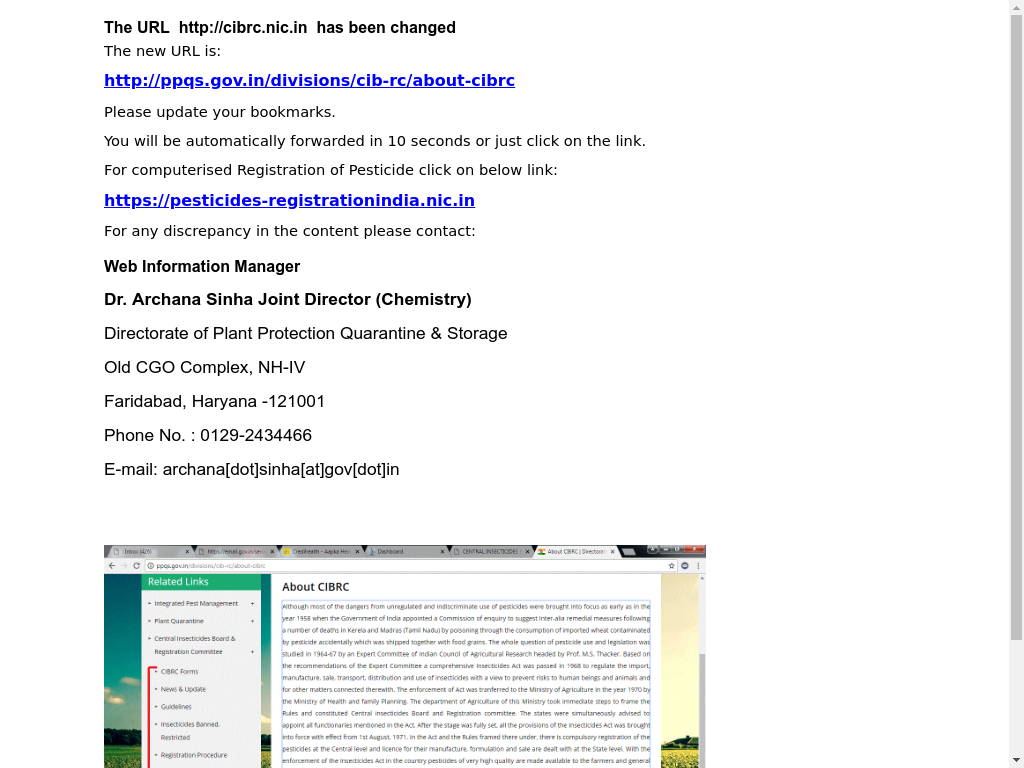 The URL  http://cibrc.nic.in  has been changed
The new URL is:
http://ppqs.gov.in/divisions/cib-rc/about-cibrc
Please update your bookmarks.
You will be automatically forwarded in 10 seconds or just click on the link.
For computerised Registration of Pesticide click on below link:
https://pesticides-registrationindia.nic.in
For any discrepancy in the content please contact:
Web Information Manager
Dr. Archana Sinha Joint Director (Chemistry)
Directorate of Plant Protection Quarantine & Storage
Old CGO Complex, NH-IV
Faridabad, Haryana -121001
Phone No. : 0129-2434466
E-mail: archana[dot]sinha[at]gov[dot]in
Inbox (426)
https://email.gov.in/
Credihealth - Aapka
Dashboard
CENTRAL INSECTICIDES
About CIBRC | Directora
ppqs.gov.in/divisions/cib-rc/about-cibrc
Related Links
Integrated Pest Management +
Plant Quarantine +
Central Insecticides Board &
Registration Committee +
CIBRC Forms
News & Update
Guidelines
Insecticides Banned,
Restricted
Registration Procedure
About CIBRC
Although most of the dangers from unregulated and indiscriminate use of pesticides were brought into focus as early as in the
year 1958 when the Government of India appointed a Commission of enquiry to suggest inter-alia remedial measures following
a number of deaths in Kerela and Madras (Tamil Nadu) by poisoning through the consumption of imported wheat contaminated
by pesticide accidentally which was shipped together with food grains. The whole question of pesticide use and legislation was
studied in 1964-67 by an Expert Committee of Indian Council of Agricultural Research headed by Prof. M.S. Thacker. Based on
the recommendations of the Expert Committee a comprehensive Insecticides Act was passed in 1968 to regulate the import,
manufacture, sale, transport, distribution and use of insecticides with a view to prevent risks to human beings and animals and
for other matters connected therewith. The enforcement of Act was tranferred to the Ministry of Agriculture in the year 1970 by
the Ministry of Health and family Planning. The department of Agriculture of this Ministry took immediate steps to frame the
Rules and constituted Central Insecticides Board and Registration committee. The states were simultaneously advised to
appoint all functionaries mentioned in the Act. After the stage was fully set, all the provisions of the insecticides Act was brought
into force with effect from 1st August, 1971. In the Act and the Rules framed there under, there is compulsory registration of the
pesticides at the Central level and licence for their manufacture, formulation and sale are dealt with at the State level. With the
enforcement of the Insecticides Act in the country pesticides of very high quality are made available to the farmers and general